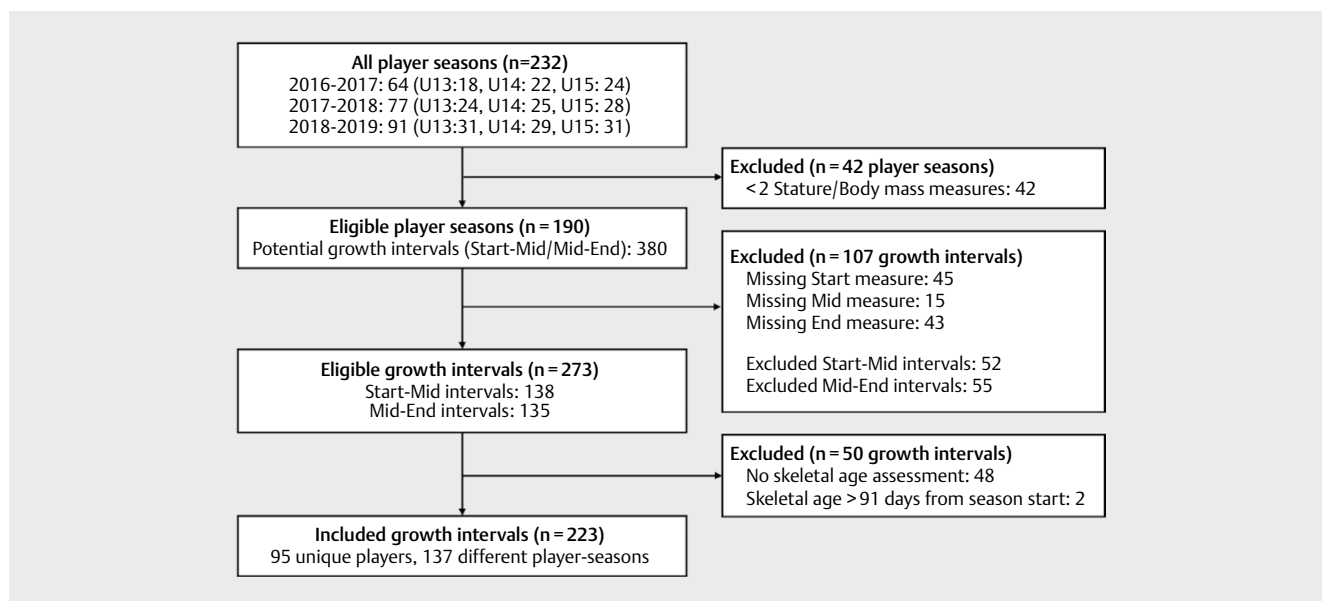 All player seasons (n=232)
2016-2017: 64 (U13:18, U14: 22, U15: 24)
2017-2018: 77 (U13:24, U14: 25, U15: 28)
2018-2019: 91 (U13:31, U14: 29, U15: 31)
Excluded (n = 42 player seasons)
< 2 Stature/Body mass measures: 42
Eligible player seasons (n = 190)
Potential growth intervals (Start-Mid/Mid-End): 380
Excluded (n = 107 growth intervals)
Missing Start measure: 45
Missing Mid measure: 15
Missing End measure: 43
Excluded Start-Mid intervals: 52
Excluded Mid-End intervals: 55
Eligible growth intervals (n = 273)
Start-Mid intervals: 138
Mid-End intervals: 135
Excluded (n = 50 growth intervals)
No skeletal age assessment: 48
Skeletal age > 91 days from season start: 2
Included growth intervals (n = 223)
95 unique players, 137 different player-seasons